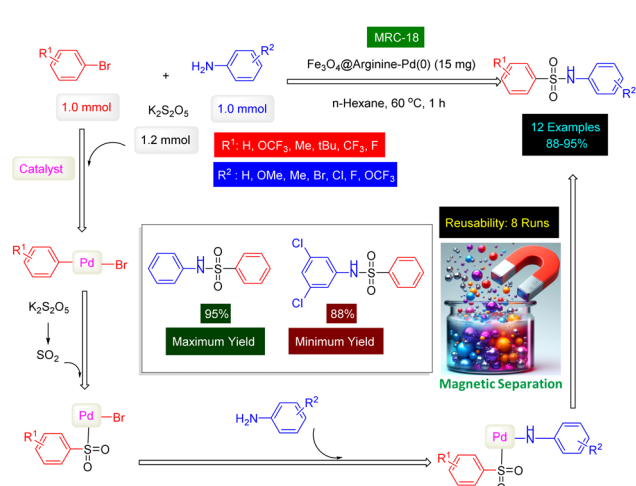 MRC-18
R¹
Br
+
H₂N
R²
Fe₃O₄@Arginine-Pd(0) (15 mg)
n-Hexane, 60 ºC, 1 h
R¹
O
S
O
H
N
R²
1.0 mmol
K₂S₂O₅
1.0 mmol
1.2 mmol
12 Examples
88-95%
Catalyst
R¹: H, OCF₃, Me, tBu, CF₃, F
R² : H, OMe, Me, Br, Cl, F, OCF₃
Reusability: 8 Runs
R¹
Pd
Br
H
N
O
S
O
Cl
Cl
H
N
O
S
O
K₂S₂O₅
SO₂
95%
88%
Maximum Yield
Minimum Yield
Magnetic Separation
Pd
Br
R¹
S
O
O
H₂N
R²
Pd
H
N
R²
R¹
S
O
O